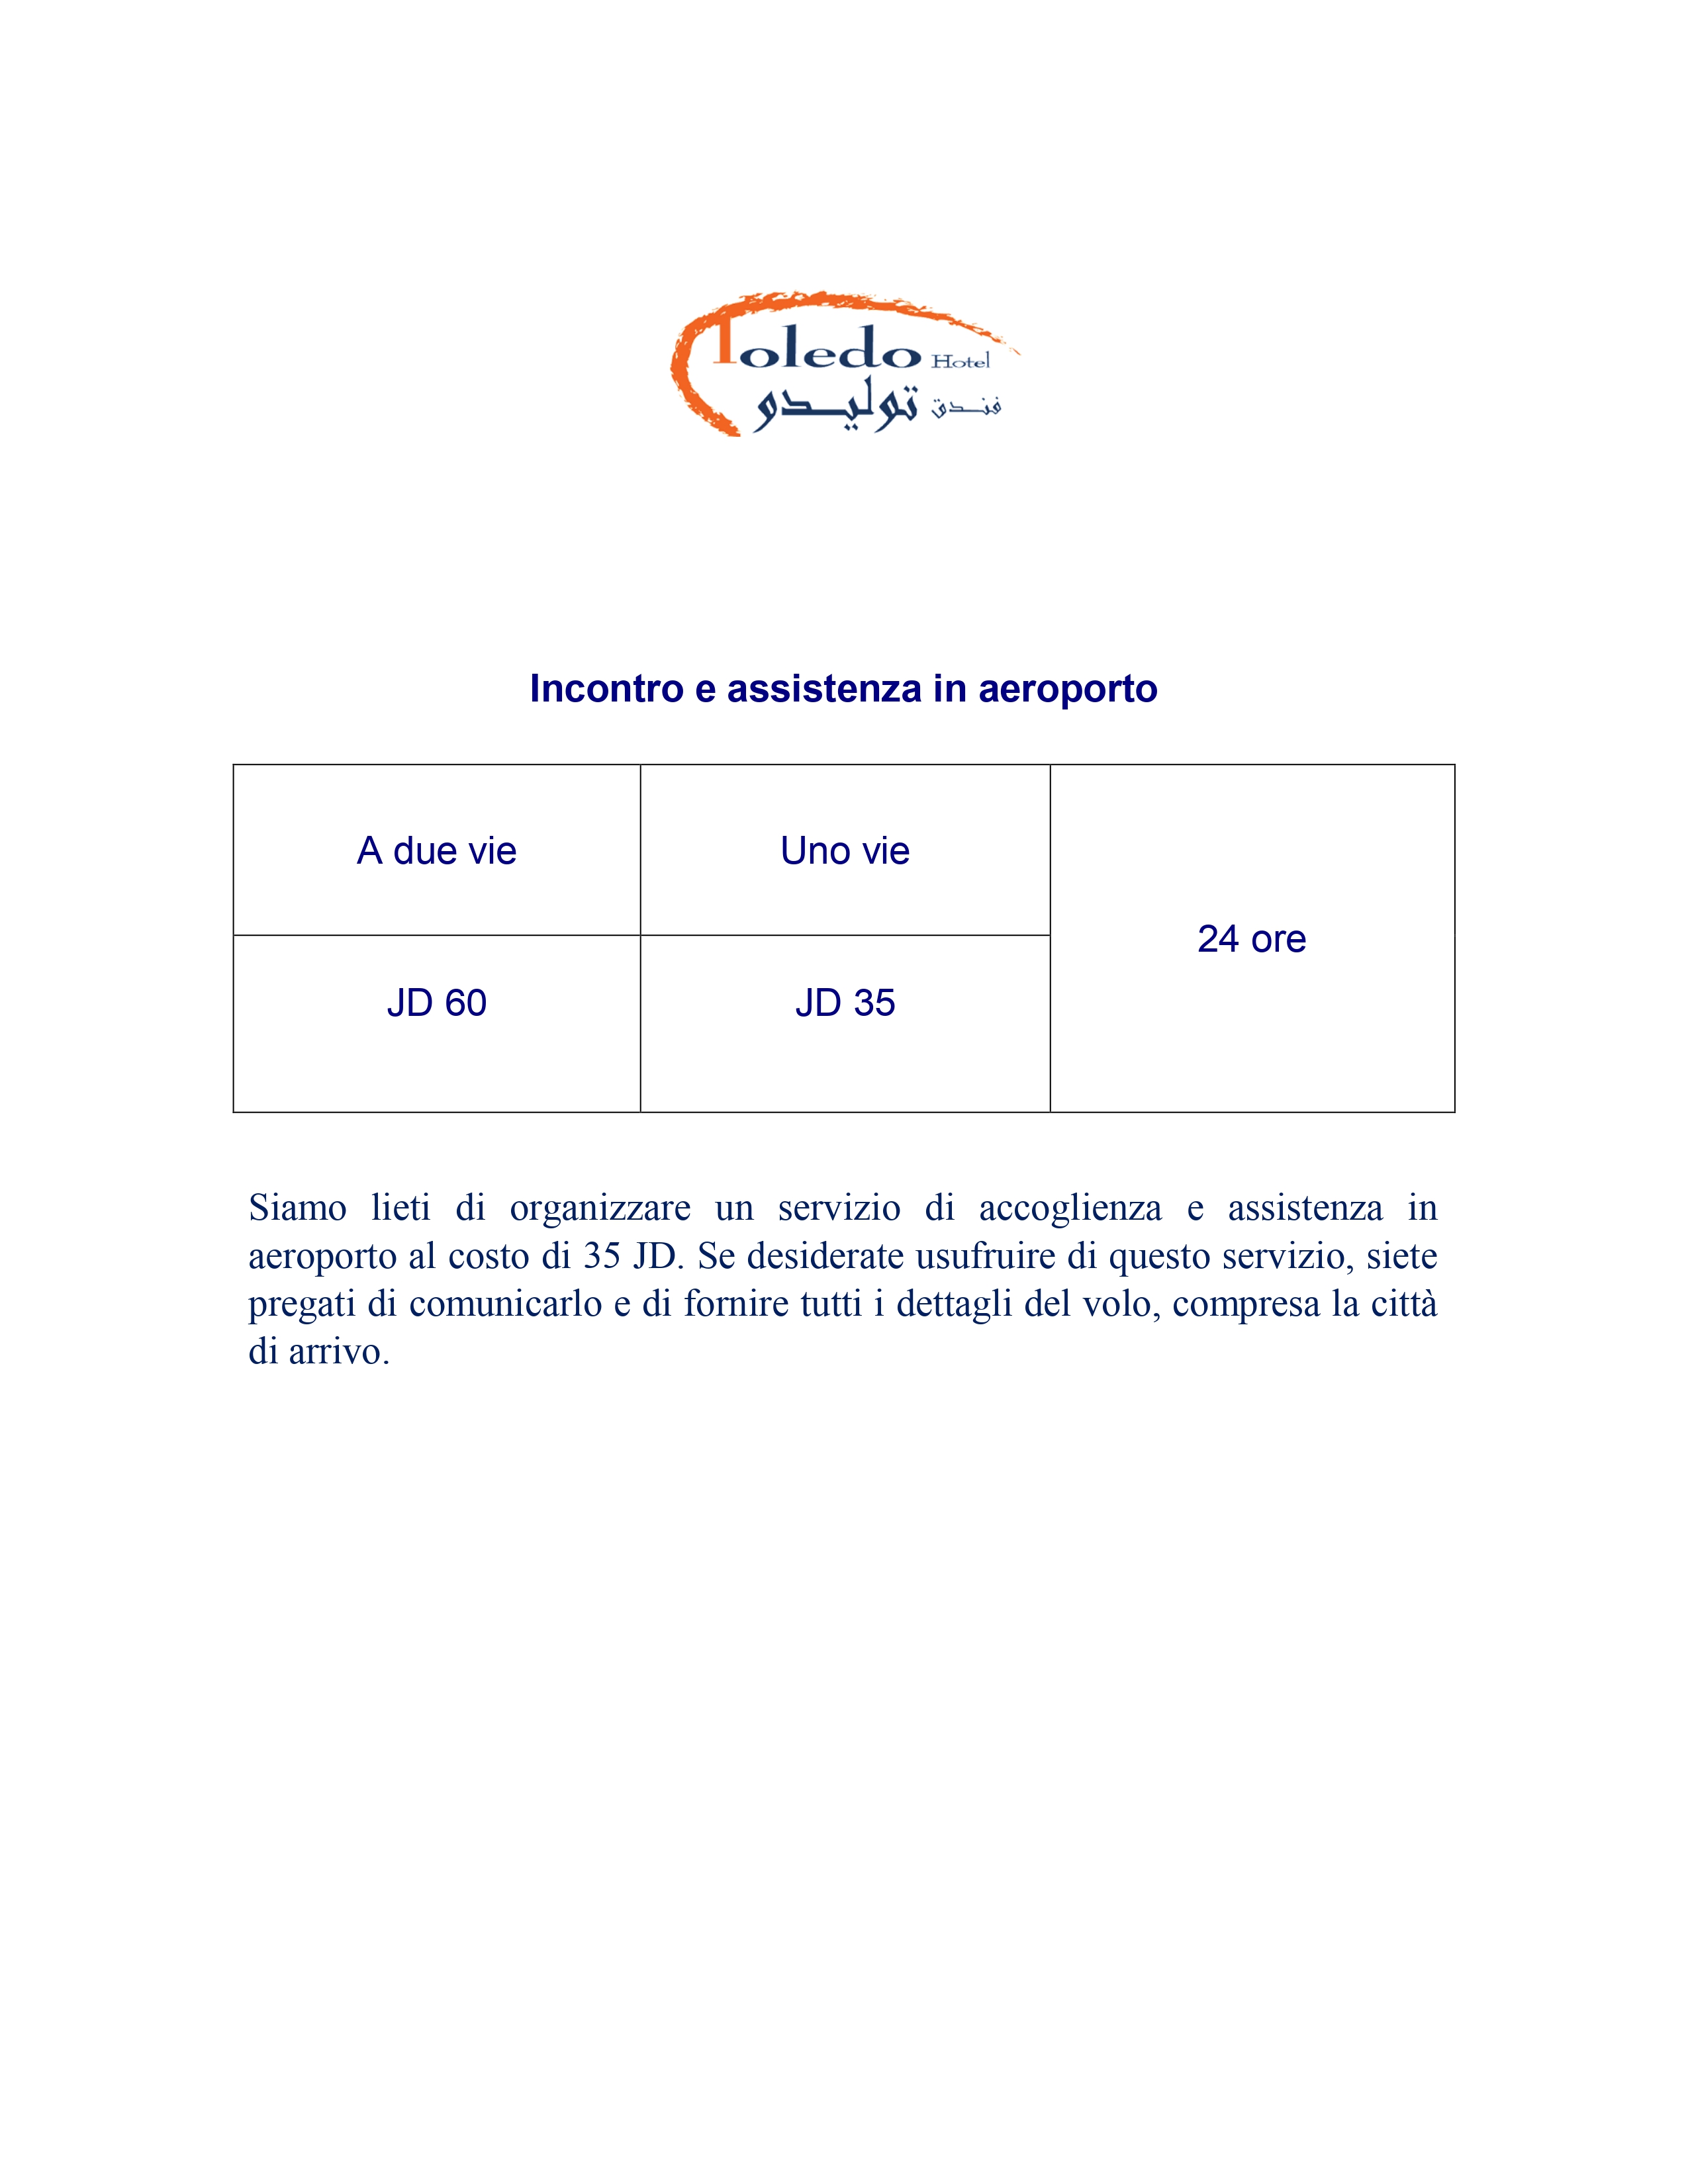 Toledo Hotel
فندق توليدو
Incontro e assistenza in aeroporto
A due vie
Uno vie
24 ore
JD 60
JD 35
Siamo lieti di organizzare un servizio di accoglienza e assistenza in
aeroporto al costo di 35 JD. Se desiderate usufruire di questo servizio, siete
pregati di comunicarlo e di fornire tutti i dettagli del volo, compresa la città
di arrivo.